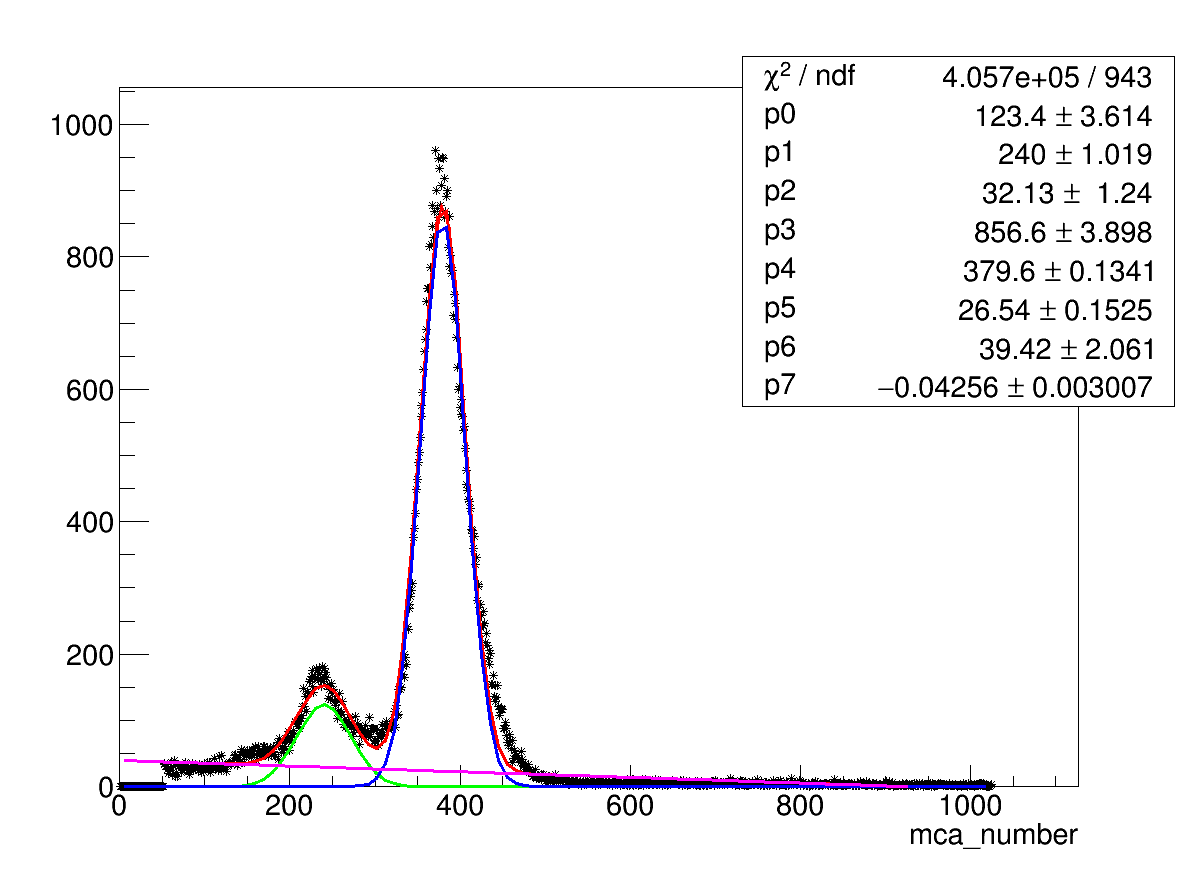 χ² / ndf 4.057e+05 / 943
p0 123.4 ± 3.614
p1 240 ± 1.019
p2 32.13 ± 1.24
p3 856.6 ± 3.898
p4 379.6 ± 0.1341
p5 26.54 ± 0.1525
p6 39.42 ± 2.061
p7 −0.04256 ± 0.003007
1000
800
600
400
200
0
0 200 400 600 800 1000
mca_number